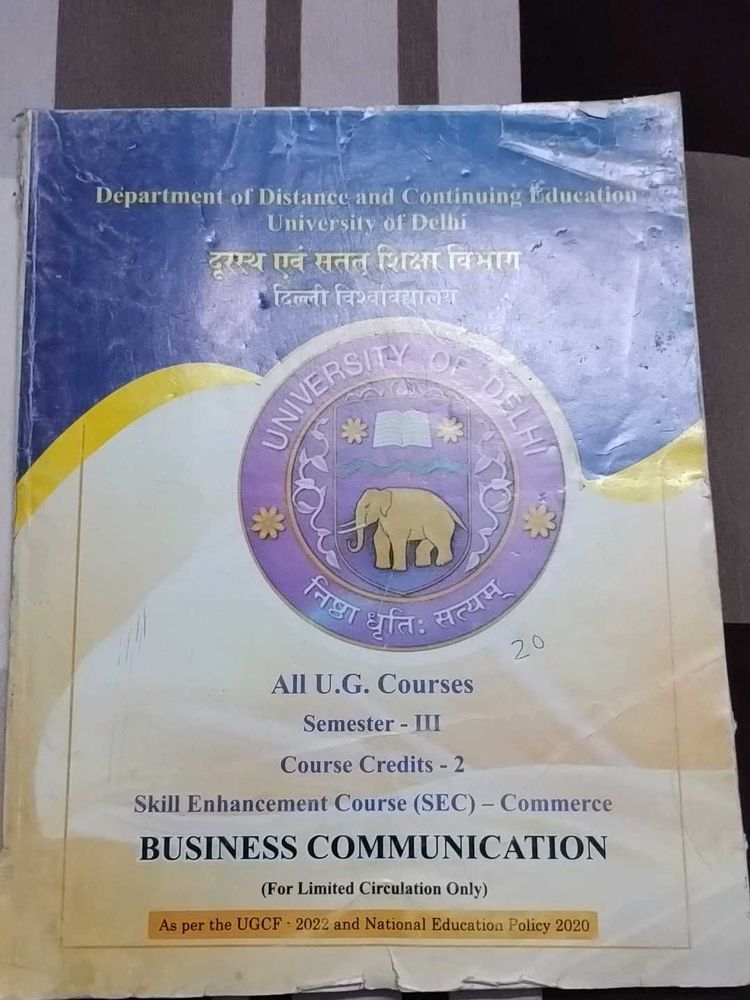 Department of Distance and Continuing Education
University of Delhi
दूरस्थ एवं सतत् शिक्षा विभाग
दिल्ली विश्वविद्यालय
UNIVERSITY OF DELHI
निष्ठा धृतिः सत्यम्
20
All U.G. Courses
Semester - III
Course Credits - 2
Skill Enhancement Course (SEC) – Commerce
BUSINESS COMMUNICATION
(For Limited Circulation Only)
As per the UGCF - 2022 and National Education Policy 2020